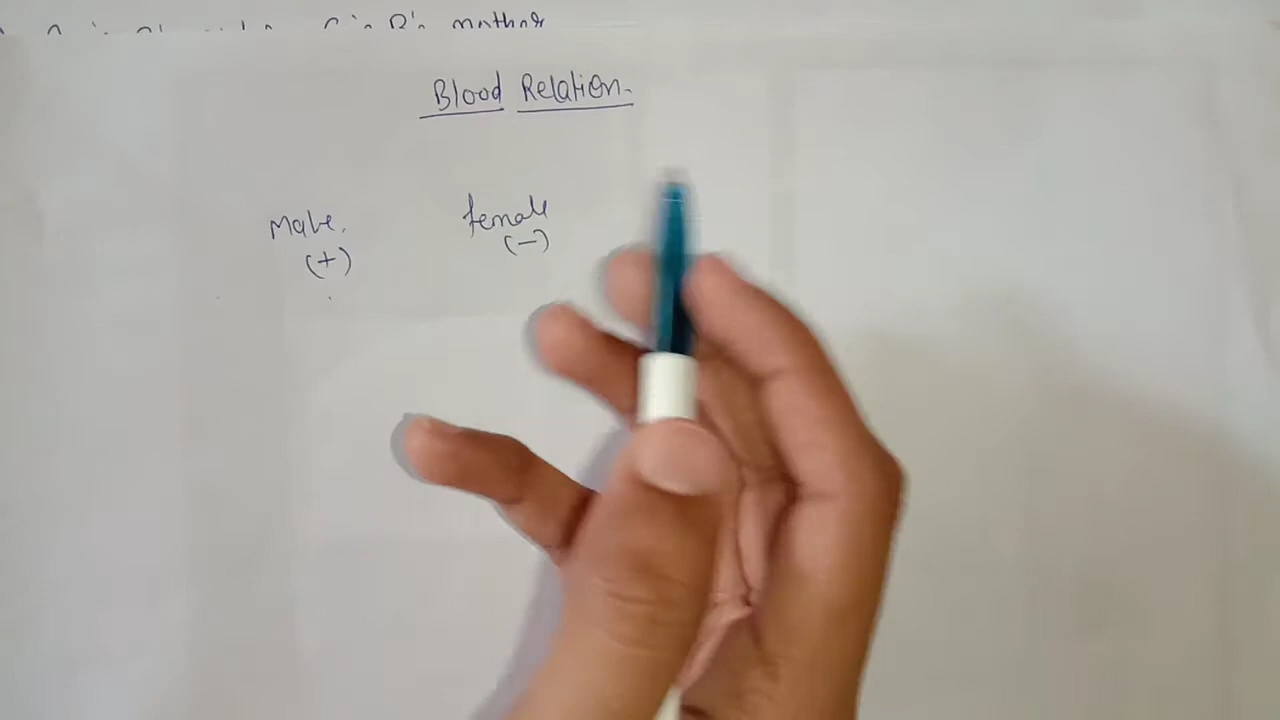 B's mother
Blood Relation.
Male. female
(+) (-)